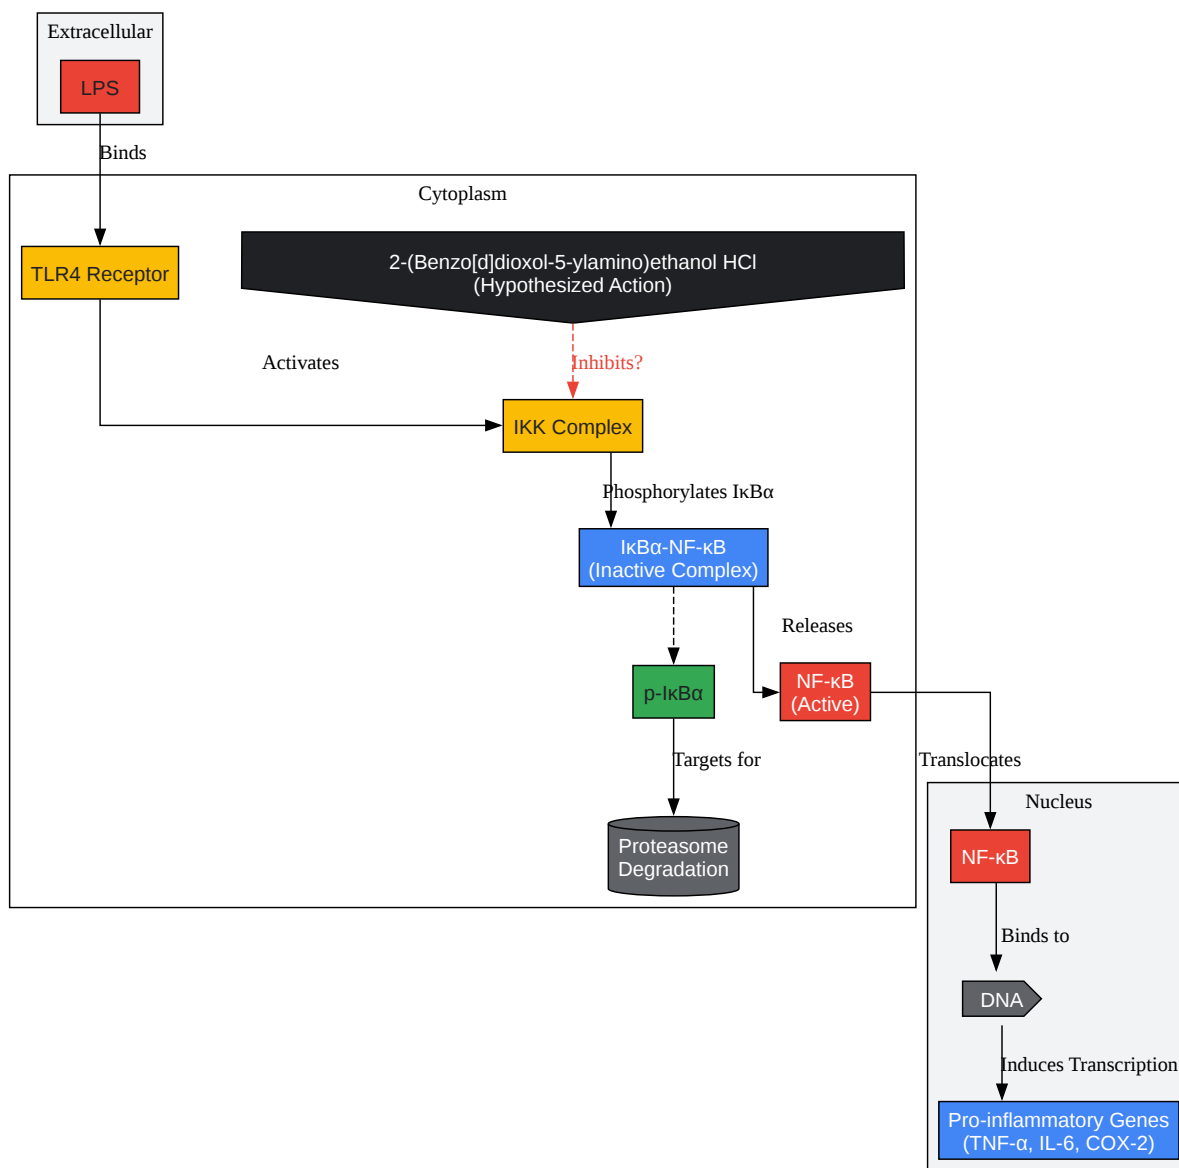 Extracellular
LPS
Binds
Cytoplasm
TLR4 Receptor
2-(Benzo[d]dioxol-5-ylamino)ethanol HCl
(Hypothesized Action)
Activates
Inhibits?
IKK Complex
Phosphorylates IκBα
IκBα-NF-κB
(Inactive Complex)
Releases
p-IκBα
NF-κB
(Active)
Targets for
Translocates
Proteasome
Degradation
Nucleus
NF-κB
Binds to
DNA
Induces Transcription
Pro-inflammatory Genes
(TNF-α, IL-6, COX-2)